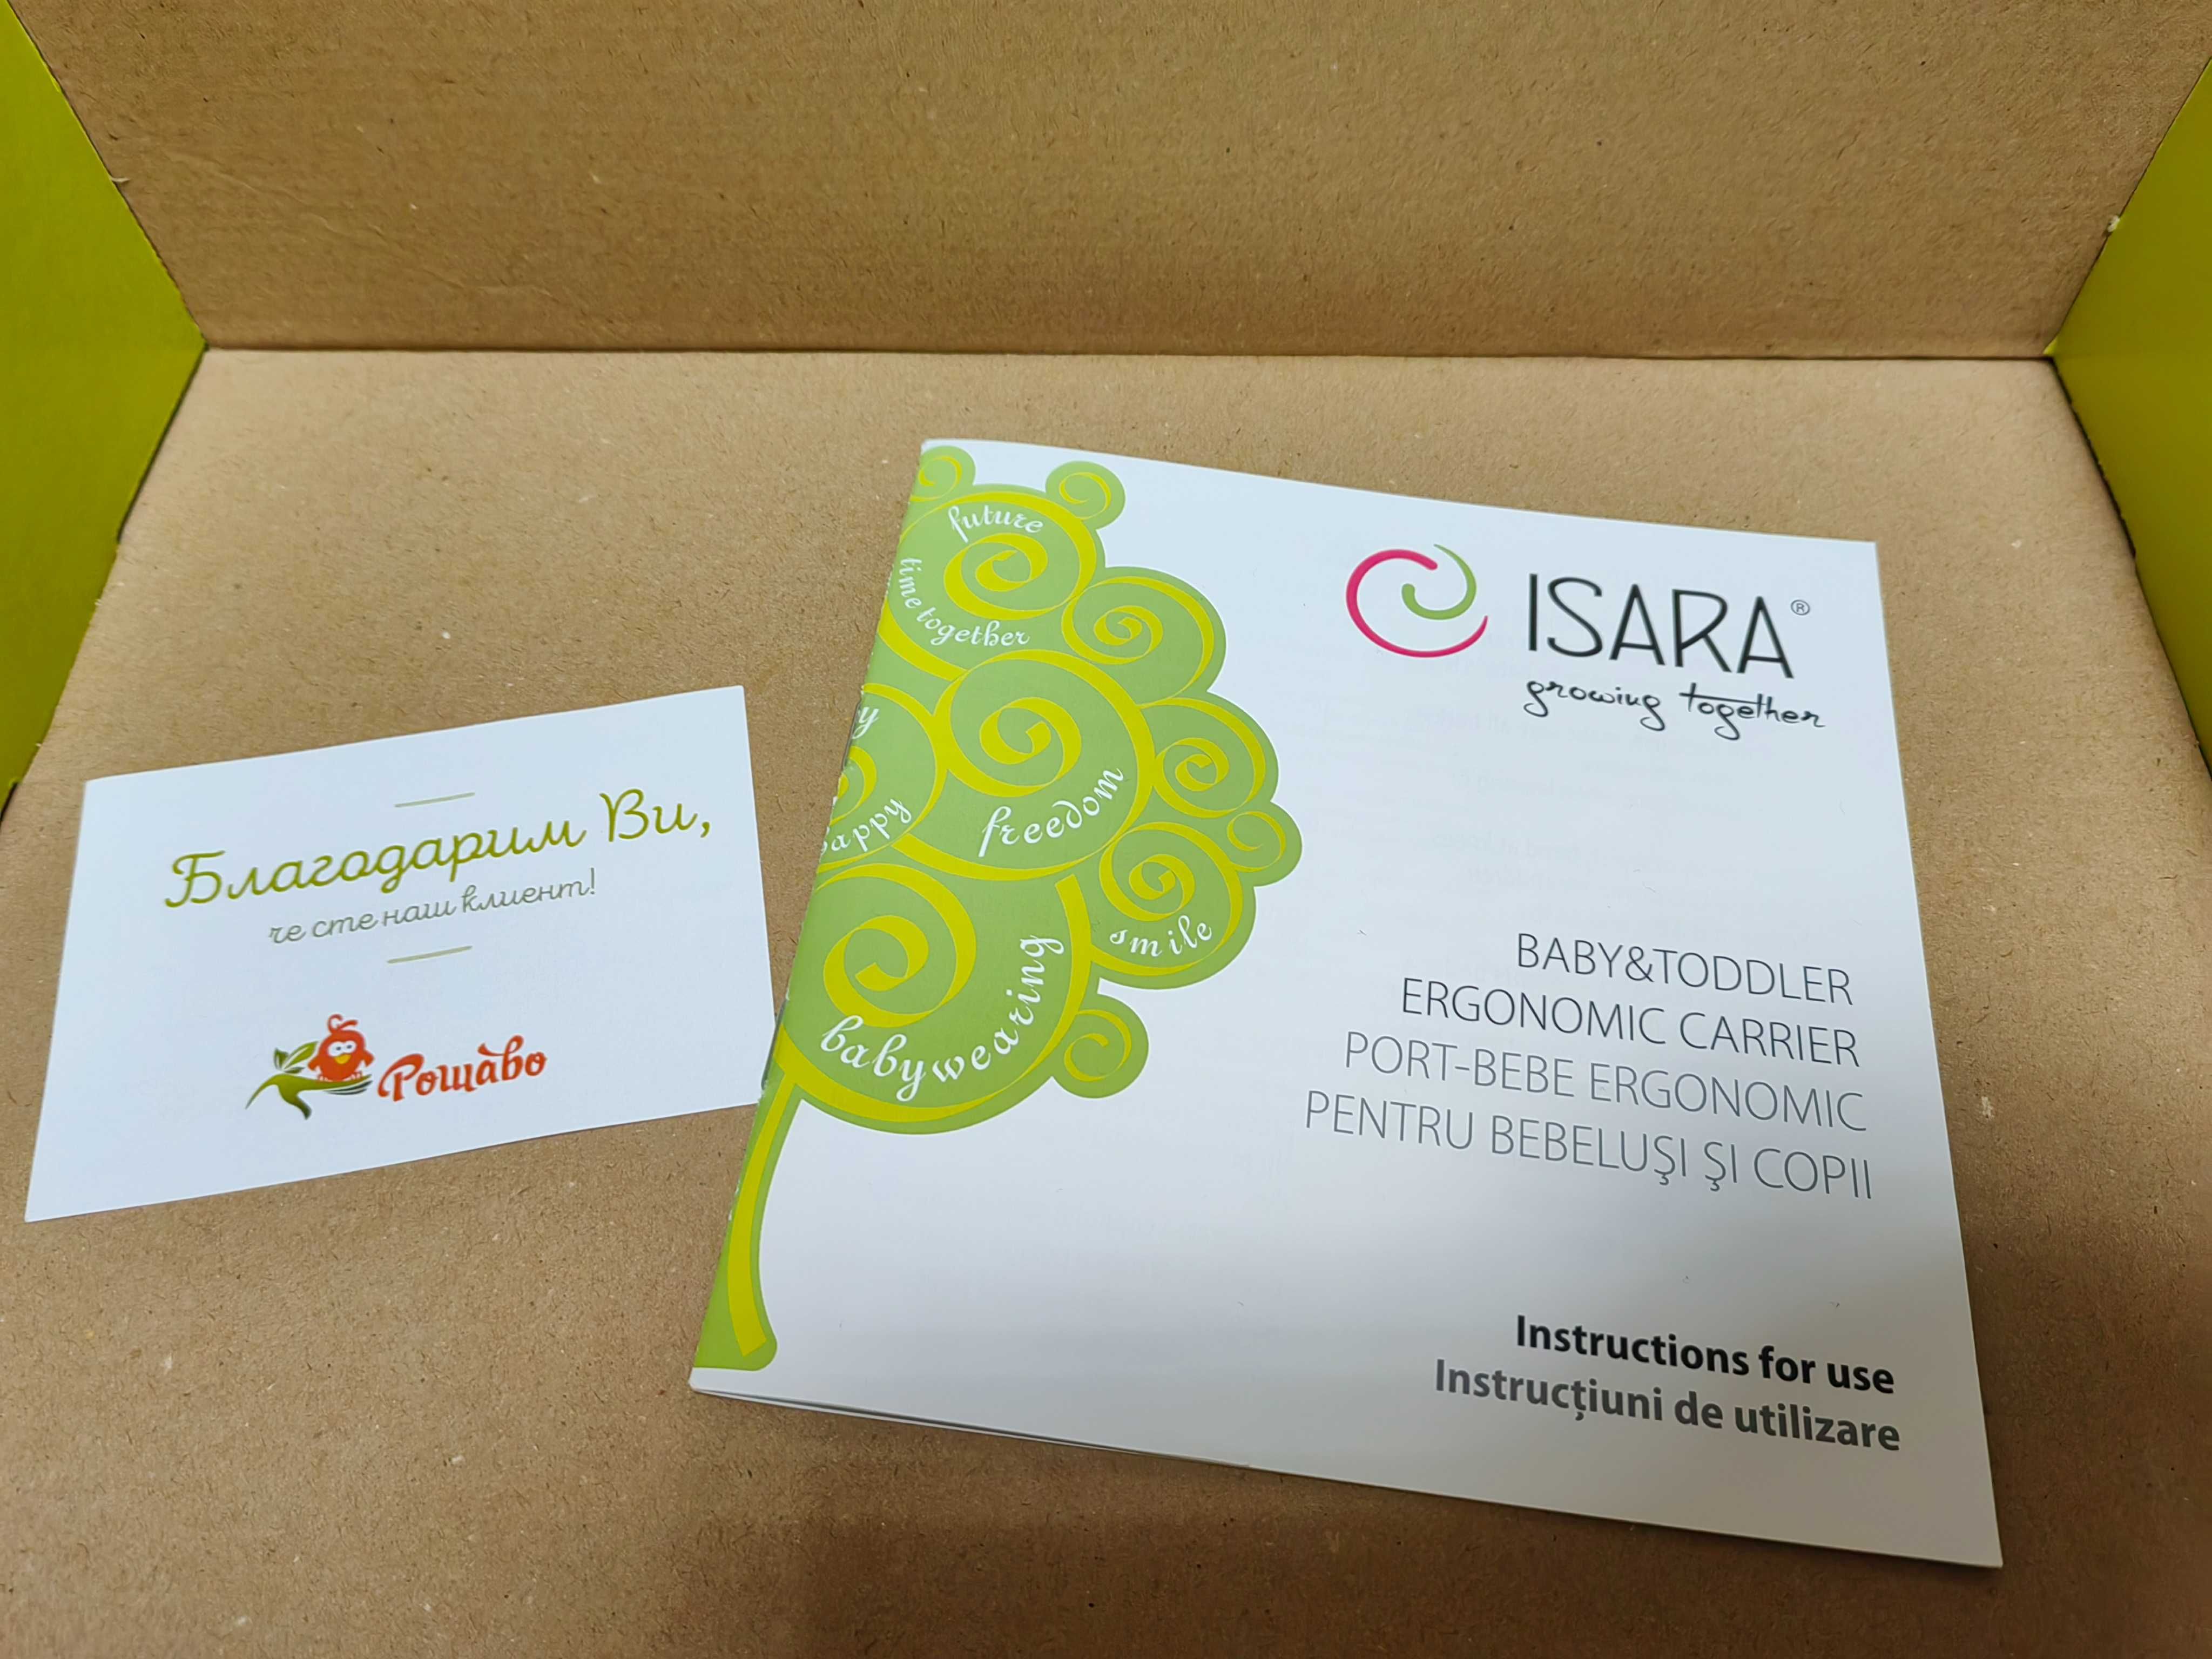 Благодарим Ви,
че сте наш клиент!
Рошаво
future
time together
freedom
smile
babywearing
ISARA®
growing together
BABY&TODDLER
ERGONOMIC CARRIER
PORT-BEBE ERGONOMIC
PENTRU BEBELUŞI ŞI COPII
Instructions for use
Instrucțiuni de utilizare